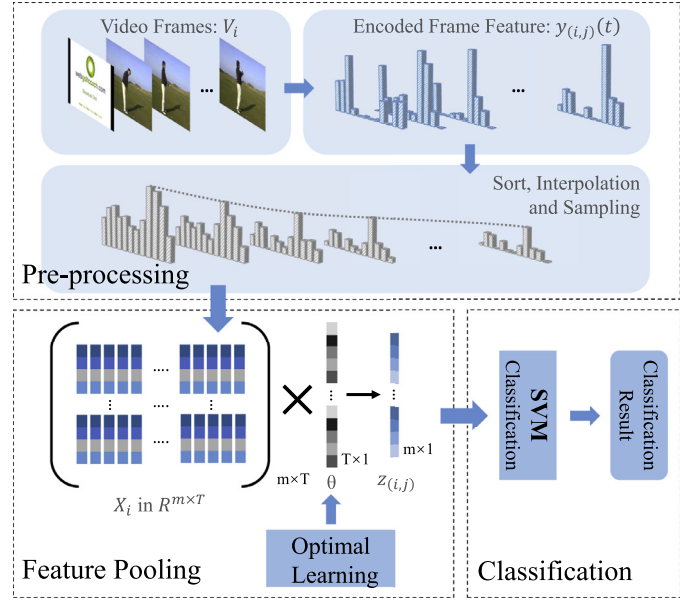 Video Frames: V_i
Encoded Frame Feature: y_(i,j)(t)
...
...
Sort, Interpolation
and Sampling
...
Pre-processing
....
....
....
X_i in R^{m×T}
×
m×T
T×1
θ
m×1
z_(i,j)
Optimal
Learning
Feature Pooling
SVM
Classification
Classification
Result
Classification